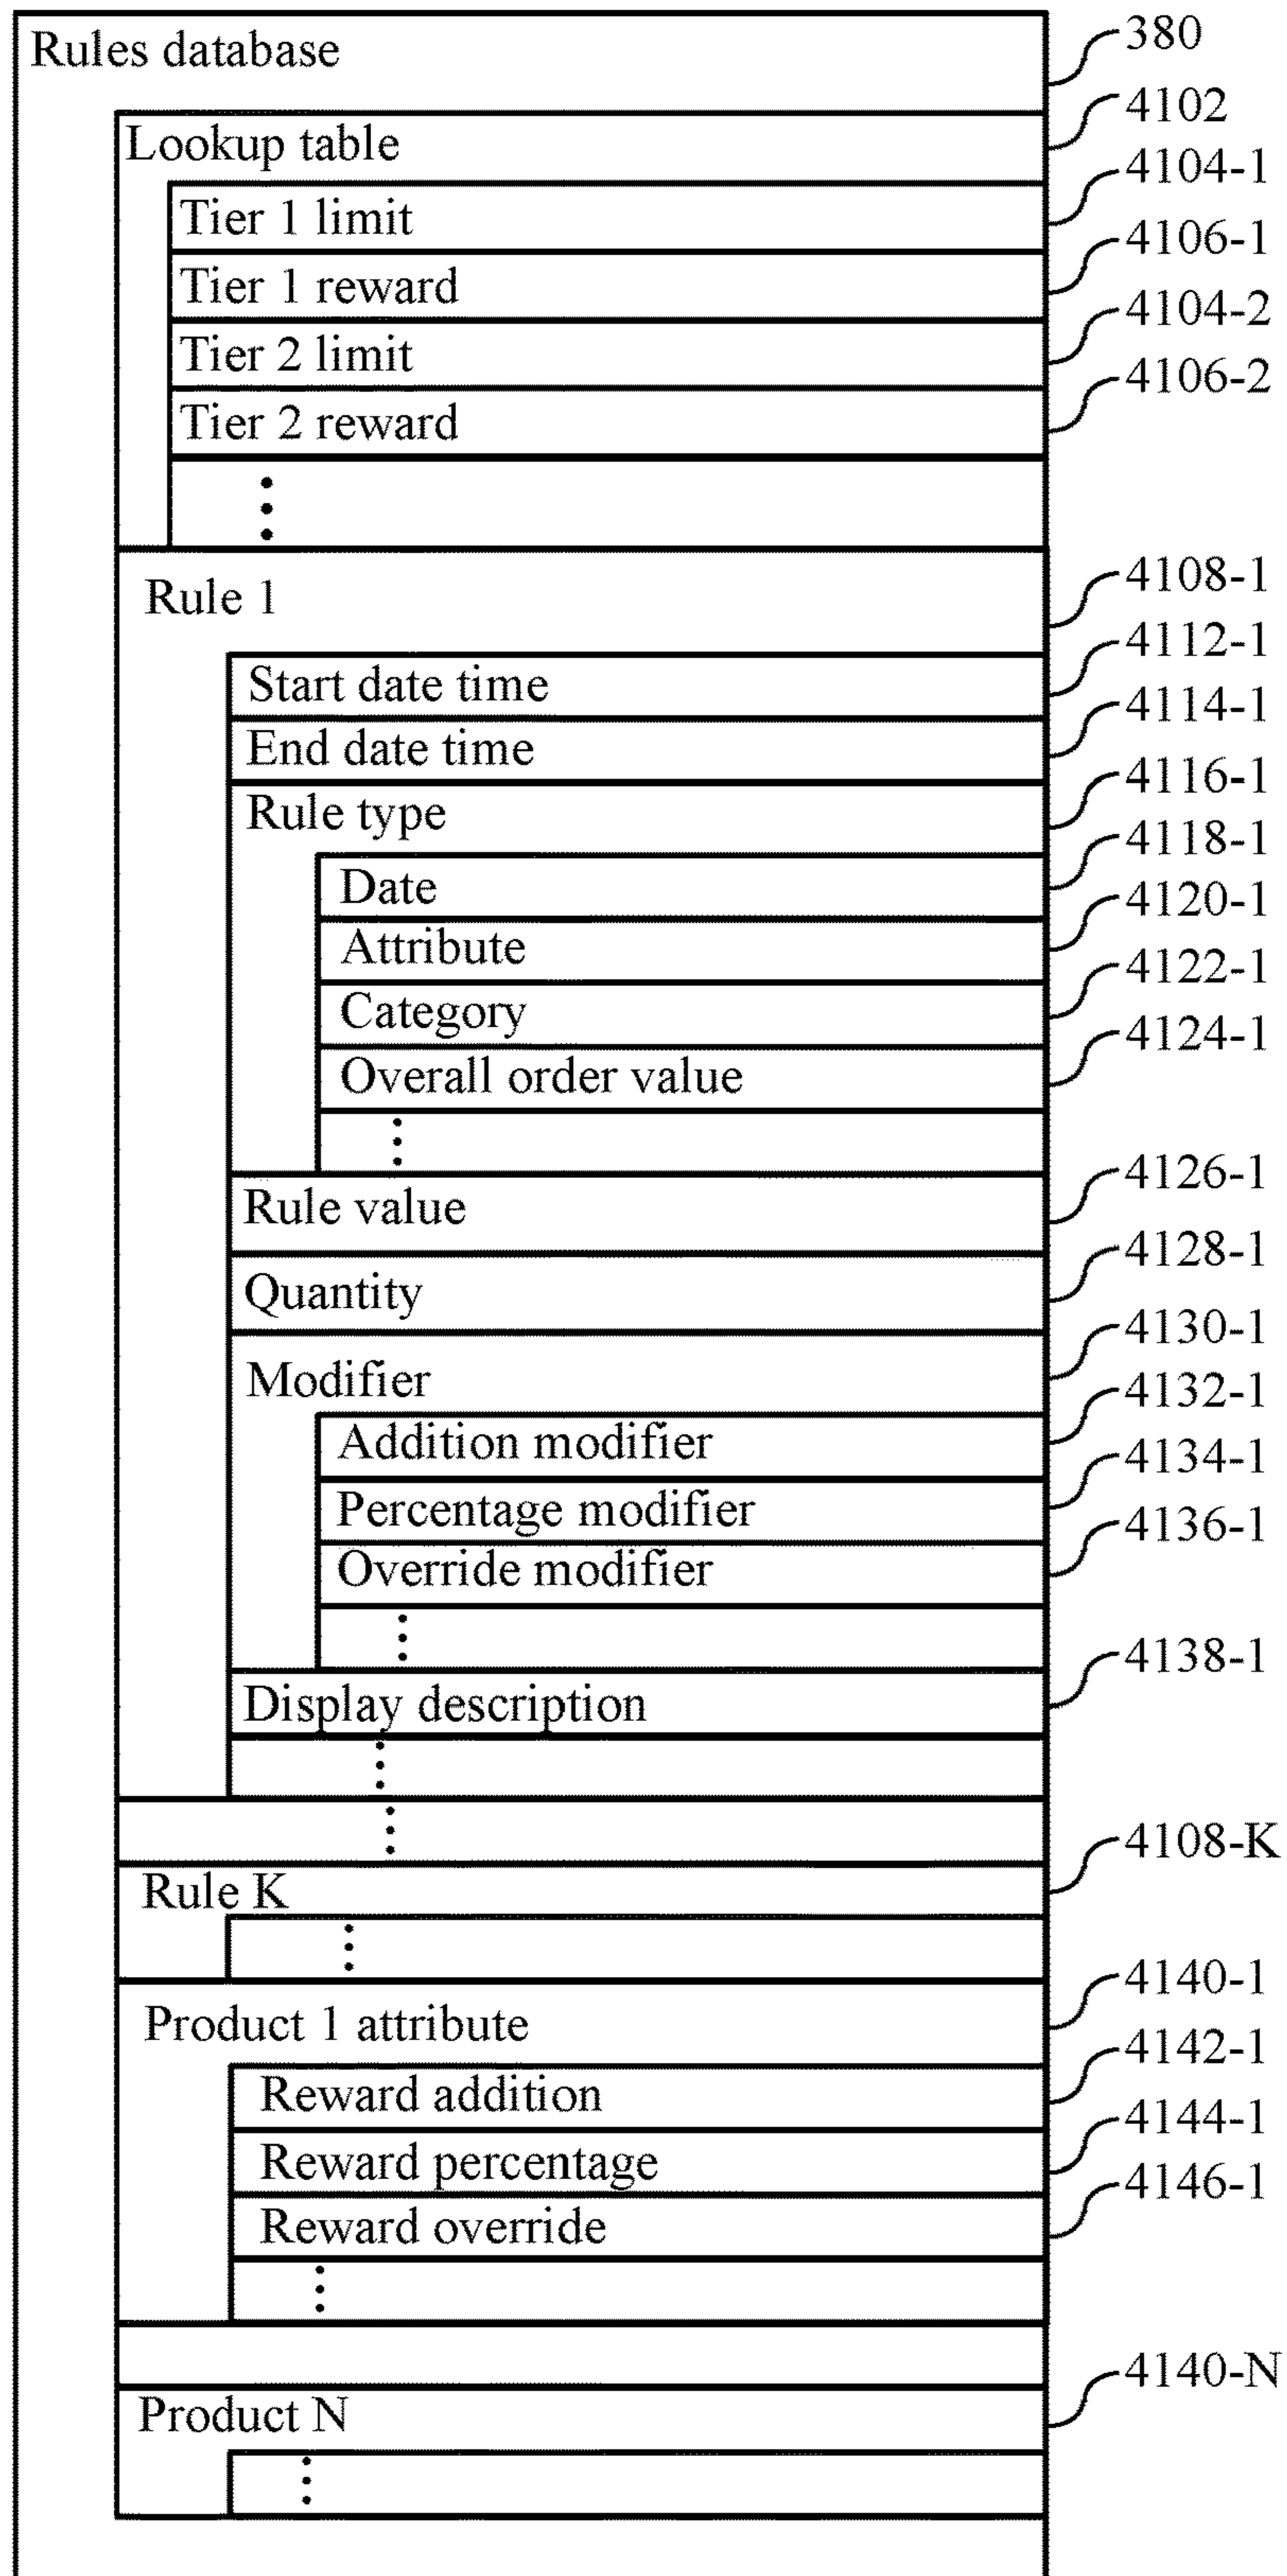 Rules database 380
Lookup table 4102
Tier 1 limit 4104-1
Tier 1 reward 4106-1
Tier 2 limit 4104-2
Tier 2 reward 4106-2
Rule 1 4108-1
Start date time 4112-1
End date time 4114-1
Rule type 4116-1
Date 4118-1
Attribute 4120-1
Category 4122-1
Overall order value 4124-1
Rule value 4126-1
Quantity 4128-1
Modifier 4130-1
Addition modifier 4132-1
Percentage modifier 4134-1
Override modifier 4136-1
Display description 4138-1
Rule K 4108-K
Product 1 attribute 4140-1
Reward addition 4142-1
Reward percentage 4144-1
Reward override 4146-1
Product N 4140-N